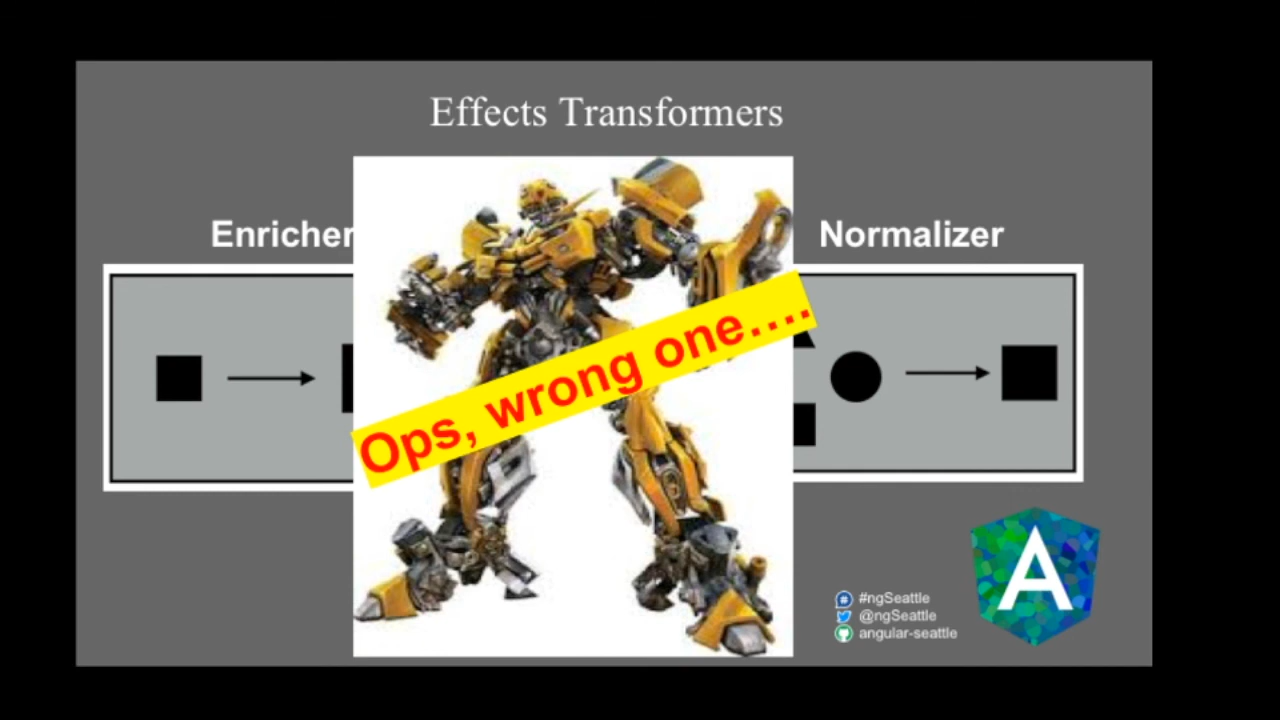 Effects Transformers
Enricher
Normalizer
Ops, wrong one….
#ngSeattle
@ngSeattle
angular-seattle
A